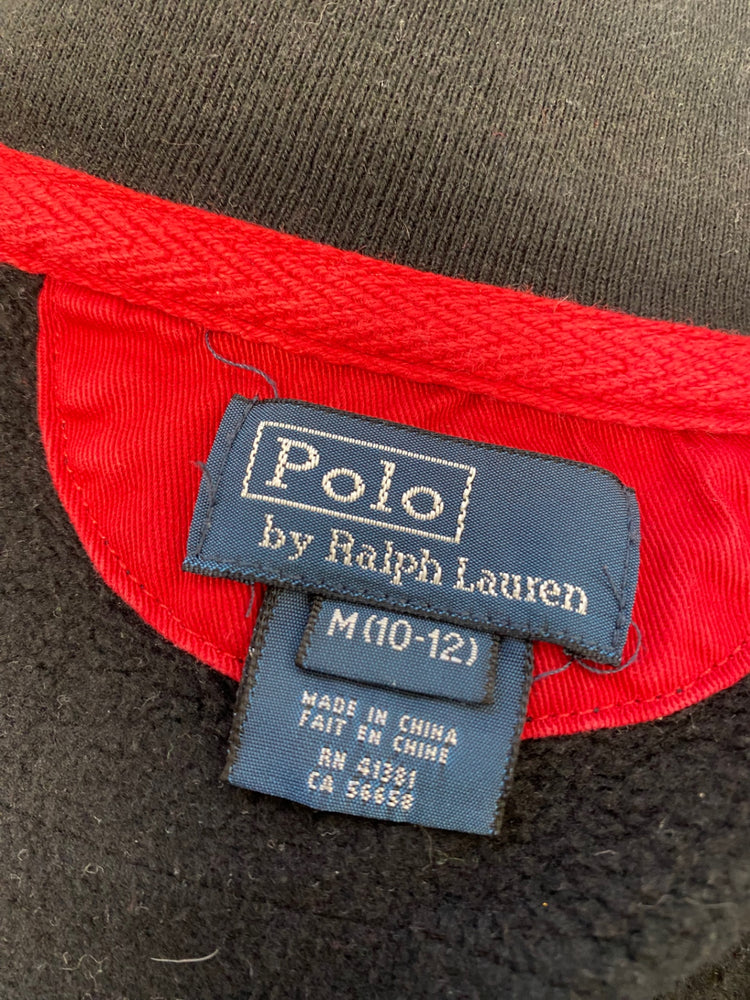 Polo
by Ralph Lauren
M (10-12)
MADE IN CHINA
FAIT EN CHINE
RN 41381
CA 56658